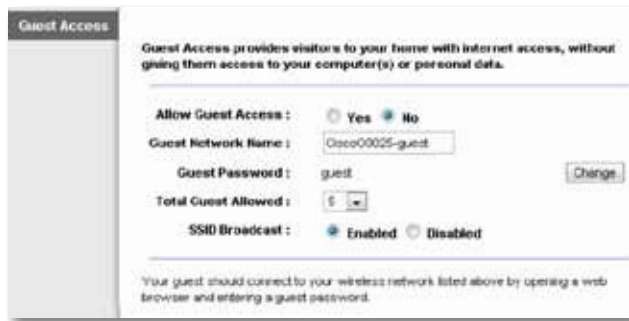 Guest Access
Guest Access provides visitors to your home with internet access, without
giving them access to your computer(s) or personal data.
Allow Guest Access : Yes No
Guest Network Name : Cisco00025-guest
Guest Password : guest Change
Total Guest Allowed : 5
SSID Broadcast : Enabled Disabled
Your guest should connect to your wireless network listed above by opening a web
browser and entering a guest password.